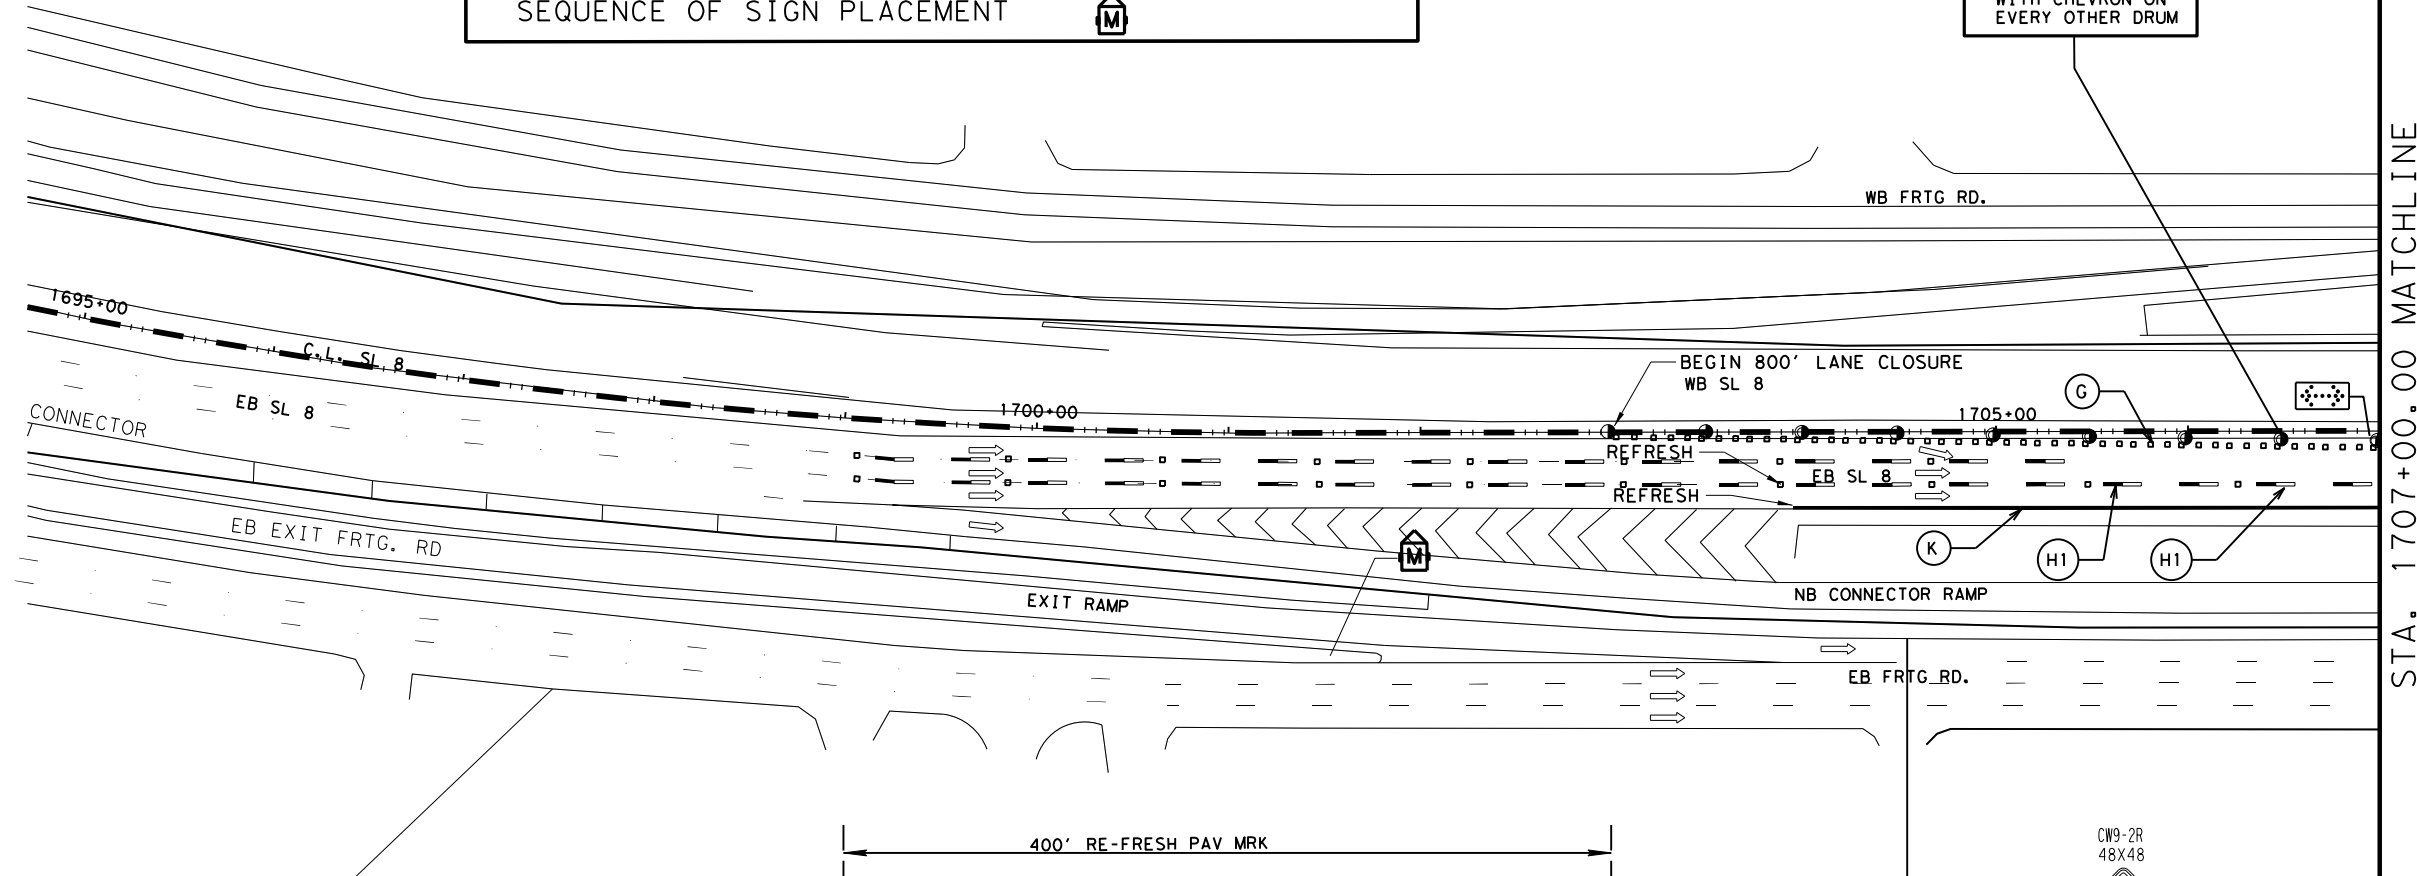 SEQUENCE OF SIGN PLACEMENT
M
WITH CHEVRON ON
EVERY OTHER DRUM
WB FRTG RD.
1695+00
C.L. SL 8
EB SL 8
CONNECTOR
1700+00
BEGIN 800' LANE CLOSURE
WB SL 8
G
1705+00
REFRESH
EB SL 8
REFRESH
EB EXIT FRTG. RD
M
K
H1
H1
EXIT RAMP
NB CONNECTOR RAMP
EB FRTG RD.
400' RE-FRESH PAV MRK
CW9-2R
48X48
STA. 1707+00.00 MATCHLINE